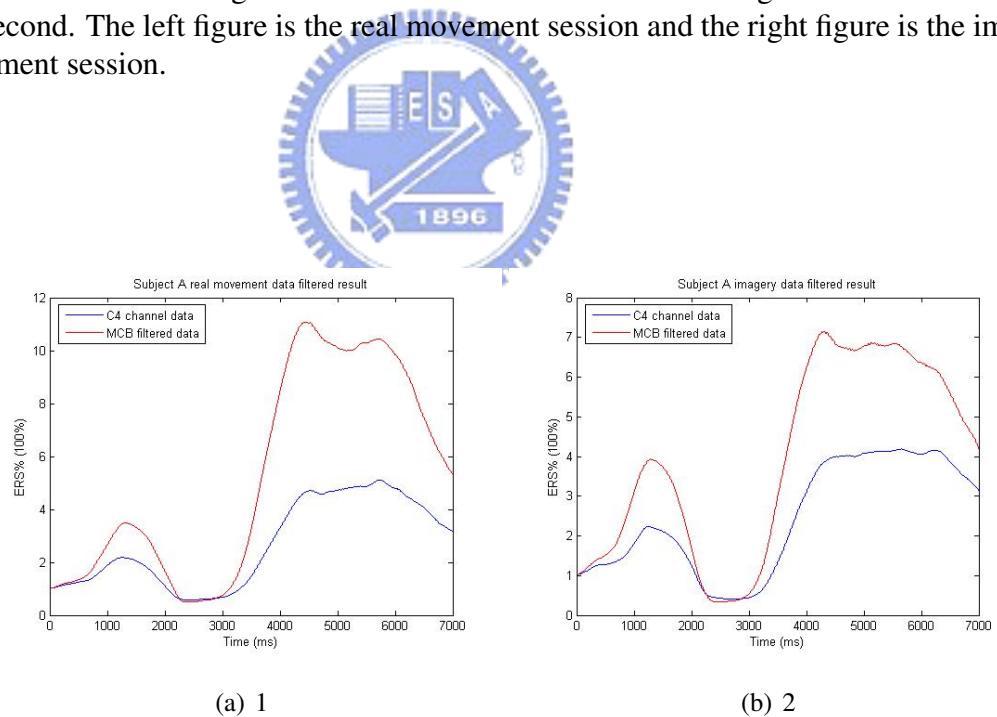 econd. The left figure is the real movement session and the right figure is the im
ment session.
E S A
1896
Subject A real movement data filtered result
C4 channel data
MCB filtered data
ERS% (100%)
12
10
8
6
4
2
0
0 1000 2000 3000 4000 5000 6000 7000
Time (ms)
(a) 1
Subject A imagery data filtered result
C4 channel data
MCB filtered data
ERS% (100%)
8
7
6
5
4
3
2
1
0
0 1000 2000 3000 4000 5000 6000 7000
Time (ms)
(b) 2